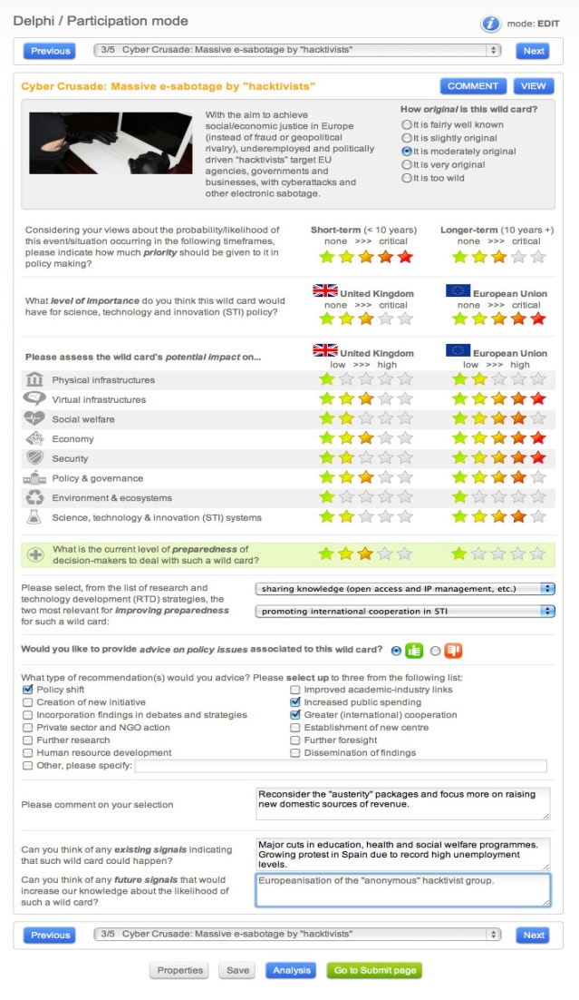 Delphi / Participation mode
mode: EDIT
Previous
3/5 Cyber Crusade: Massive e-sabotage by "hacktivists"
Next
Cyber Crusade: Massive e-sabotage by "hacktivists"
COMMENT
VIEW
With the aim to achieve
social/economic justice in Europe
(instead of fraud or geopolitical
rivalry), underemployed and politically
driven "hacktivists" target EU
agencies, governments and
businesses, with cyberattacks and
other electronic sabotage.
How original is this wild card?
It is fairly well known
It is slightly original
It is moderately original
It is very original
It is too wild
Considering your views about the probability/likelihood of
this event/situation occurring in the following timeframes,
please indicate how much priority should be given to it in
policy making?
Short-term (< 10 years)
none >>> critical
Longer-term (10 years +)
none >>> critical
What level of importance do you think this wild card would
have for science, technology and innovation (STI) policy?
United Kingdom
none >>> critical
European Union
none >>> critical
Please assess the wild card's potential impact on...
United Kingdom
low >>> high
European Union
low >>> high
Physical infrastructures
Virtual infrastructures
Social welfare
Economy
Security
Policy & governance
Environment & ecosystems
Science, technology & innovation (STI) systems
What is the current level of preparedness of
decision-makers to deal with such a wild card?
Please select, from the list of research and
technology development (RTD) strategies, the
two most relevant for improving preparedness
for such a wild card:
sharing knowledge (open access and IP management, etc.)
promoting international cooperation in STI
Would you like to provide advice on policy issues associated to this wild card?
What type of recommendation(s) would you advice? Please select up to three from the following list:
Policy shift
Improved academic-industry links
Creation of new initiative
Increased public spending
Incorporation findings in debates and strategies
Greater (international) cooperation
Private sector and NGO action
Establishment of new centre
Further research
Further foresight
Human resource development
Dissemination of findings
Other, please specify:
Please comment on your selection
Reconsider the "austerity" packages and focus more on raising
new domestic sources of revenue.
Can you think of any existing signals indicating
that such wild card could happen?
Major cuts in education, health and social welfare programmes.
Growing protest in Spain due to record high unemployment
levels.
Can you think of any future signals that would
increase our knowledge about the likelihood of
such a wild card?
Europeanisation of the "anonymous" hacktivist group.
Previous
3/5 Cyber Crusade: Massive e-sabotage by "hacktivists"
Next
Properties
Save
Analysis
Go to Submit page